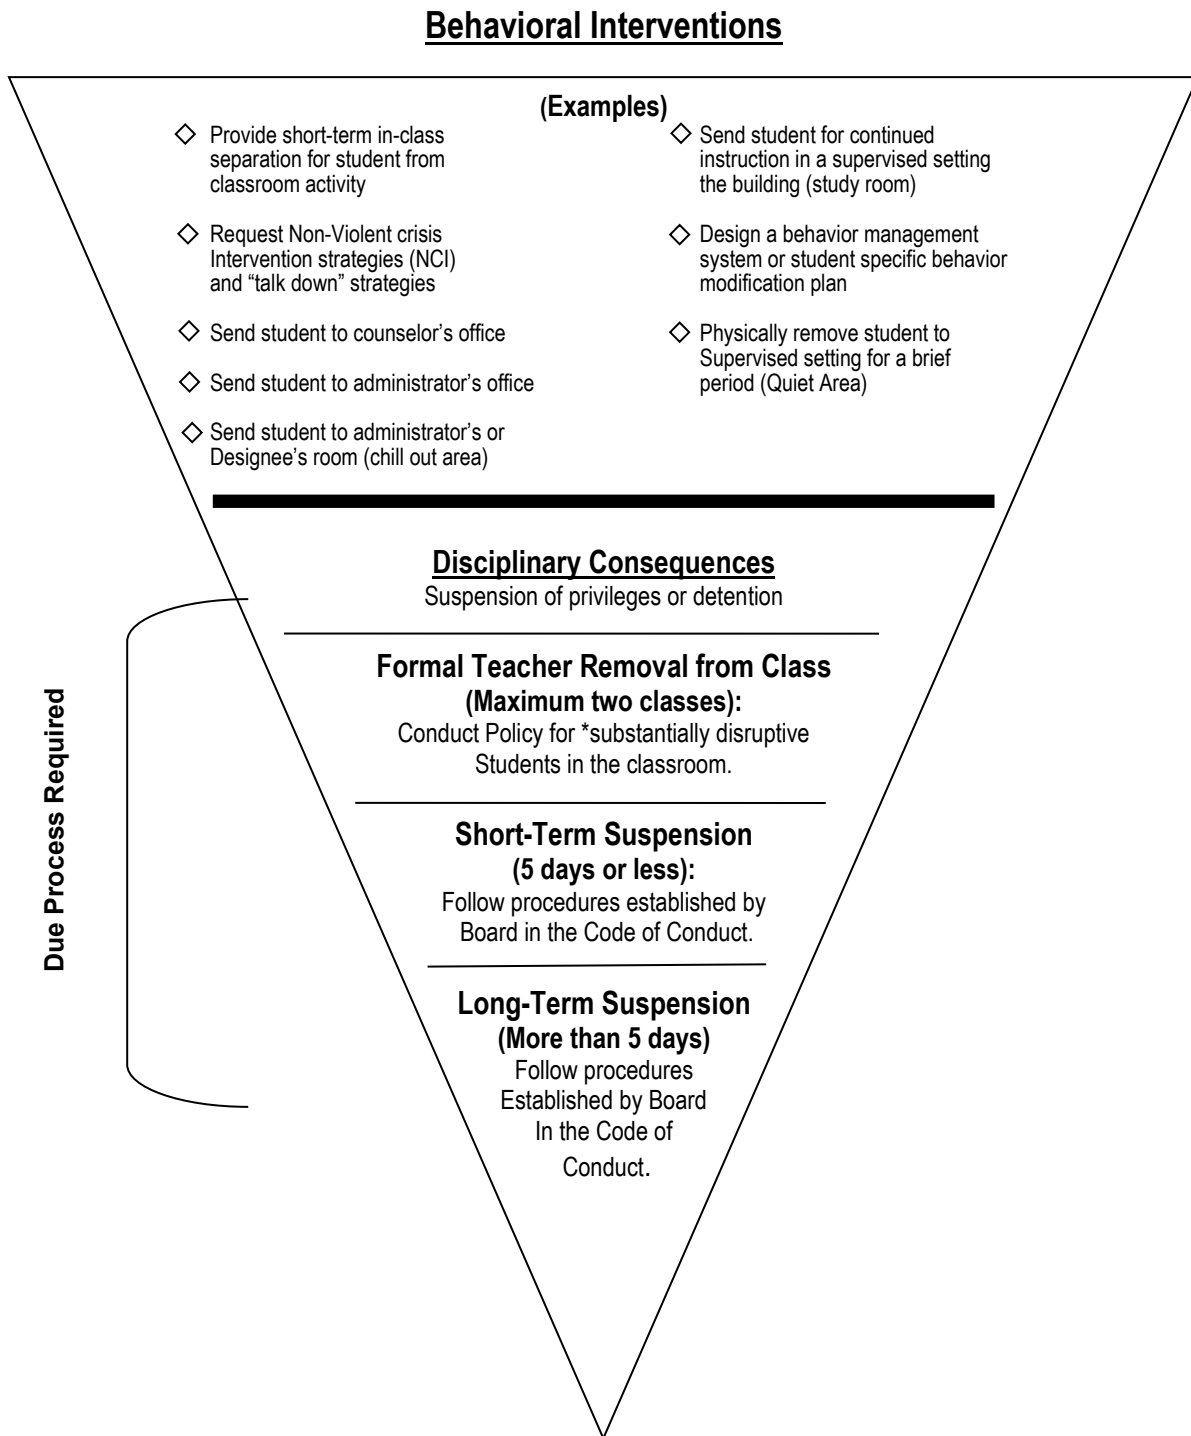 Behavioral Interventions
(Examples)
Provide short-term in-class
separation for student from
classroom activity
Request Non-Violent crisis
Intervention strategies (NCI)
and “talk down” strategies
Send student to counselor’s office
Send student to administrator’s office
Send student to administrator’s or
Designee’s room (chill out area)
Send student for continued
instruction in a supervised setting
the building (study room)
Design a behavior management
system or student specific behavior
modification plan
Physically remove student to
Supervised setting for a brief
period (Quiet Area)
Disciplinary Consequences
Suspension of privileges or detention
Formal Teacher Removal from Class
(Maximum two classes):
Conduct Policy for *substantially disruptive
Students in the classroom.
Short-Term Suspension
(5 days or less):
Follow procedures established by
Board in the Code of Conduct.
Long-Term Suspension
(More than 5 days)
Follow procedures
Established by Board
In the Code of
Conduct.
Due Process Required